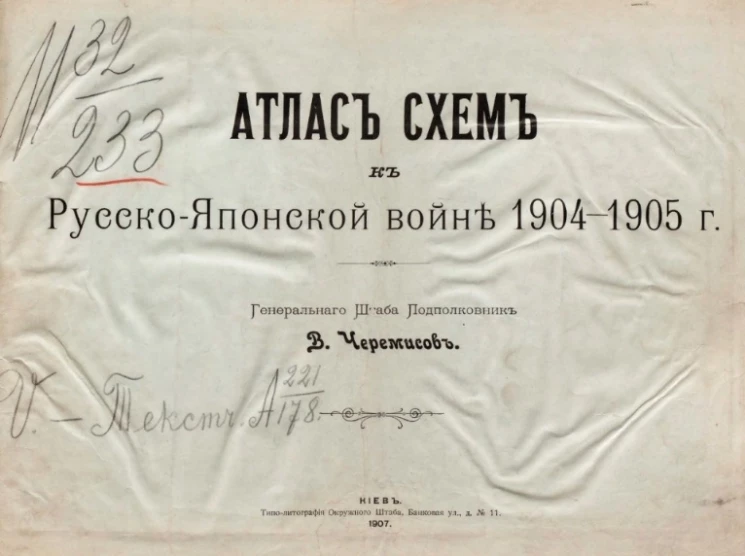 М 32
233
АТЛАСЪ СХЕМЪ
къ
Русско-Японской войнѣ 1904–1905 г.
Генеральнаго Штаба Подполковникъ
В. Черемисовъ.
V. – Текстъ. А 221
178.
КІЕВЪ.
Типо-литографія Окружного Штаба, Банковая ул., д. № 11.
1907.